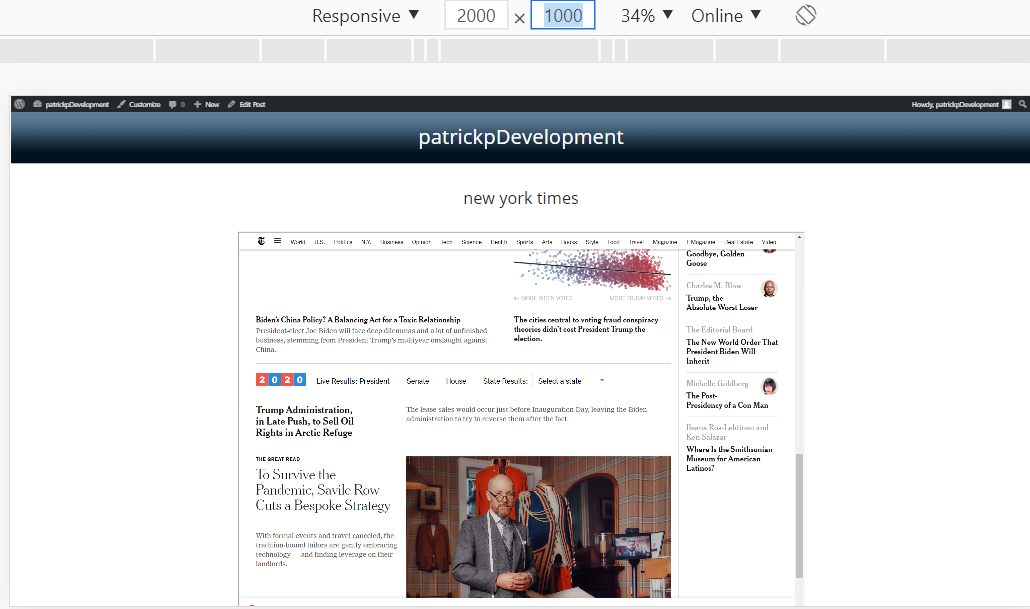 Responsive ▼ 2000 × 1000 34% ▼ Online ▼
patrickpDevelopment Customize 0 New Edit Post Howdy, patrickpDevelopment
patrickpDevelopment
new york times
World U.S. Politics N.Y. Business Opinion Tech Science Health Sports Arts Books Style Food Travel Magazine T Magazine Real Estate Video
← MORE BIDEN VOTES MORE TRUMP VOTES →
Biden's China Policy? A Balancing Act for a Toxic Relationship
President-elect Joe Biden will face deep dilemmas and a lot of unfinished
business, stemming from President Trump's multiyear onslaught against
China.
The cities central to voting fraud conspiracy
theories didn't cost President Trump the
election.
Goodbye, Golden
Goose
Charles M. Blow
Trump, the
Absolute Worst Loser
The Editorial Board
The New World Order That
President Biden Will
Inherit
Michelle Goldberg
The Post-
Presidency of a Con Man
Ileana Ros-Lehtinen and
Ken Salazar
Where Is the Smithsonian
Museum for American
Latinos?
2020 Live Results: President Senate House State Results: Select a state
Trump Administration,
in Late Push, to Sell Oil
Rights in Arctic Refuge
The lease sales would occur just before Inauguration Day, leaving the Biden
administration to try to reverse them after the fact.
THE GREAT READ
To Survive the
Pandemic, Savile Row
Cuts a Bespoke Strategy
With formal events and travel canceled, the
tradition-bound tailors are gently embracing
technology — and finding leverage on their
landlords.